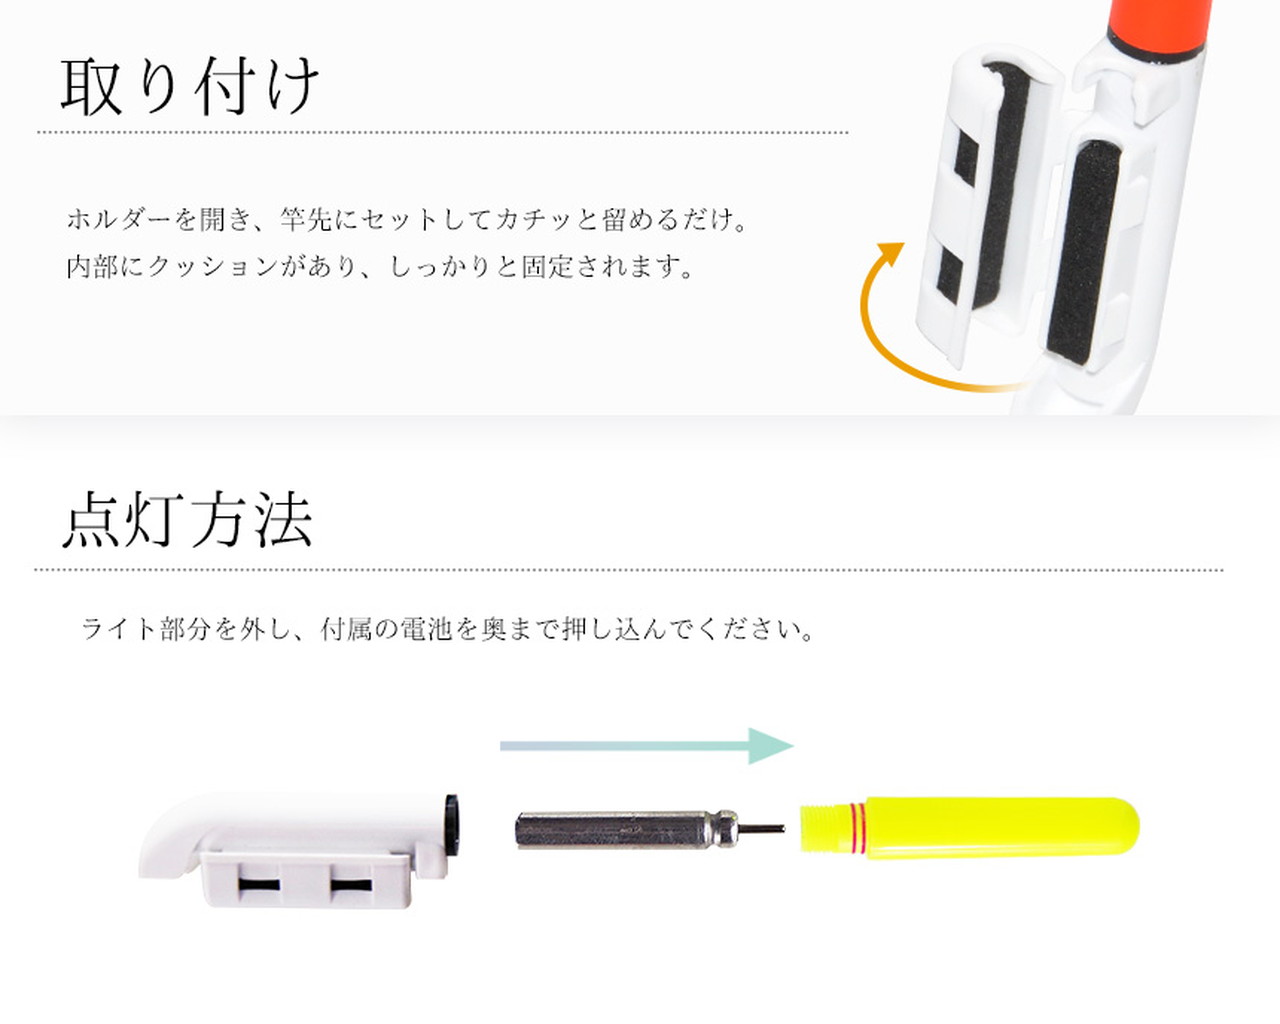 取り付け
ホルダーを開き、竿先にセットしてカチッと留めるだけ。
内部にクッションがあり、しっかりと固定されます。
点灯方法
ライト部分を外し、付属の電池を奥まで押し込んでください。